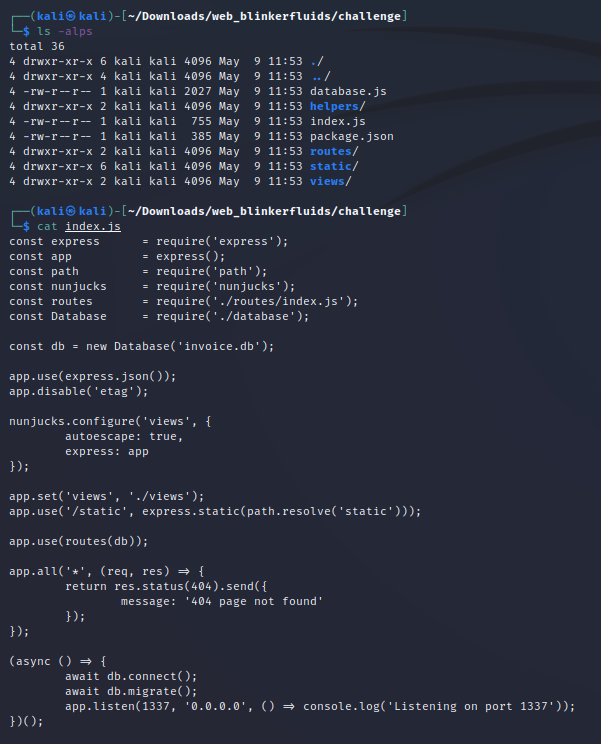 ┌──(kali㉿kali)-[~/Downloads/web_blinkerfluids/challenge]
└─$ ls -alps
total 36
4 drwxr-xr-x 6 kali kali 4096 May  9 11:53 ./
4 drwxr-xr-x 4 kali kali 4096 May  9 11:53 ../
4 -rw-r--r-- 1 kali kali 2027 May  9 11:53 database.js
4 drwxr-xr-x 2 kali kali 4096 May  9 11:53 helpers/
4 -rw-r--r-- 1 kali kali  755 May  9 11:53 index.js
4 -rw-r--r-- 1 kali kali  385 May  9 11:53 package.json
4 drwxr-xr-x 2 kali kali 4096 May  9 11:53 routes/
4 drwxr-xr-x 6 kali kali 4096 May  9 11:53 static/
4 drwxr-xr-x 2 kali kali 4096 May  9 11:53 views/
┌──(kali㉿kali)-[~/Downloads/web_blinkerfluids/challenge]
└─$ cat index.js
const express      = require('express');
const app          = express();
const path         = require('path');
const nunjucks     = require('nunjucks');
const routes       = require('./routes/index.js');
const Database     = require('./database');
const db = new Database('invoice.db');
app.use(express.json());
app.disable('etag');
nunjucks.configure('views', {
        autoescape: true,
        express: app
});
app.set('views', './views');
app.use('/static', express.static(path.resolve('static')));
app.use(routes(db));
app.all('*', (req, res) => {
        return res.status(404).send({
                message: '404 page not found'
        });
});
(async () => {
        await db.connect();
        await db.migrate();
        app.listen(1337, '0.0.0.0', () => console.log('Listening on port 1337'));
})();